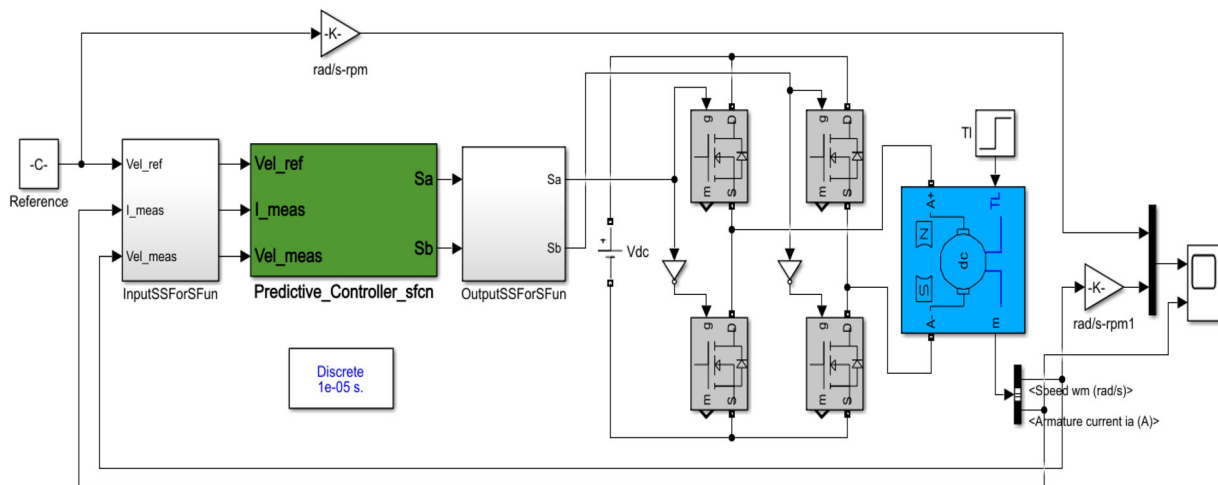 -K-
rad/s-rpm
-C-
Reference
Vel_ref
I_meas
Vel_meas
InputSSForSFun
Vel_ref
I_meas
Vel_meas
Sa
Sb
Predictive_Controller_sfcn
Sa
Sb
OutputSSForSFun
Discrete
1e-05 s.
+
Vdc
g
D
m
S
g
D
m
S
g
D
m
S
g
D
m
S
Tl
A+
TL
N
dc
S
A-
m
-K-
rad/s-rpm1
<Speed wm (rad/s)>
<Armature current ia (A)>